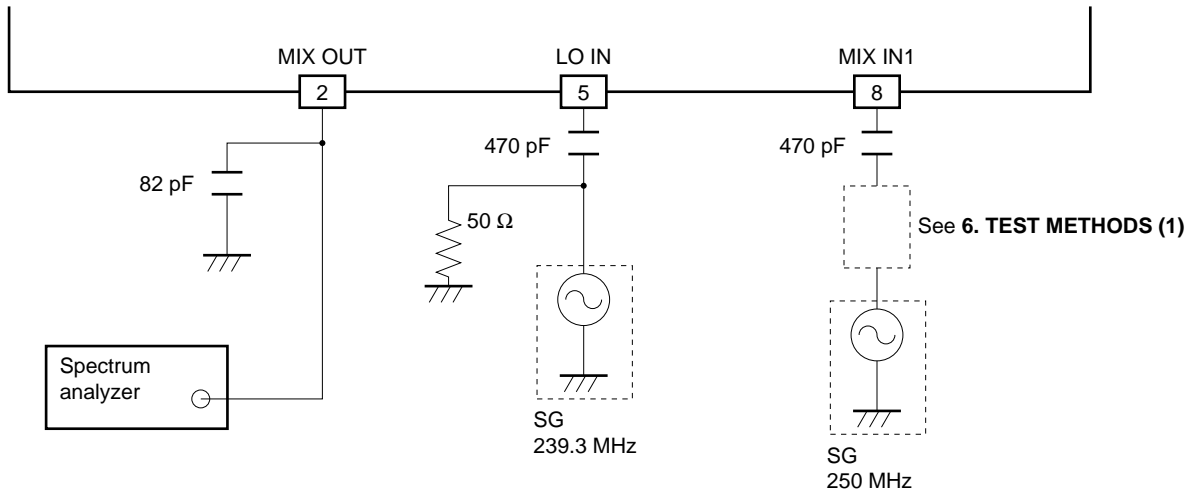 MIX OUT
LO IN
MIX IN1
2
5
8
82 pF
470 pF
470 pF
50 Ω
See 6. TEST METHODS (1)
Spectrum
analyzer
SG
239.3 MHz
SG
250 MHz